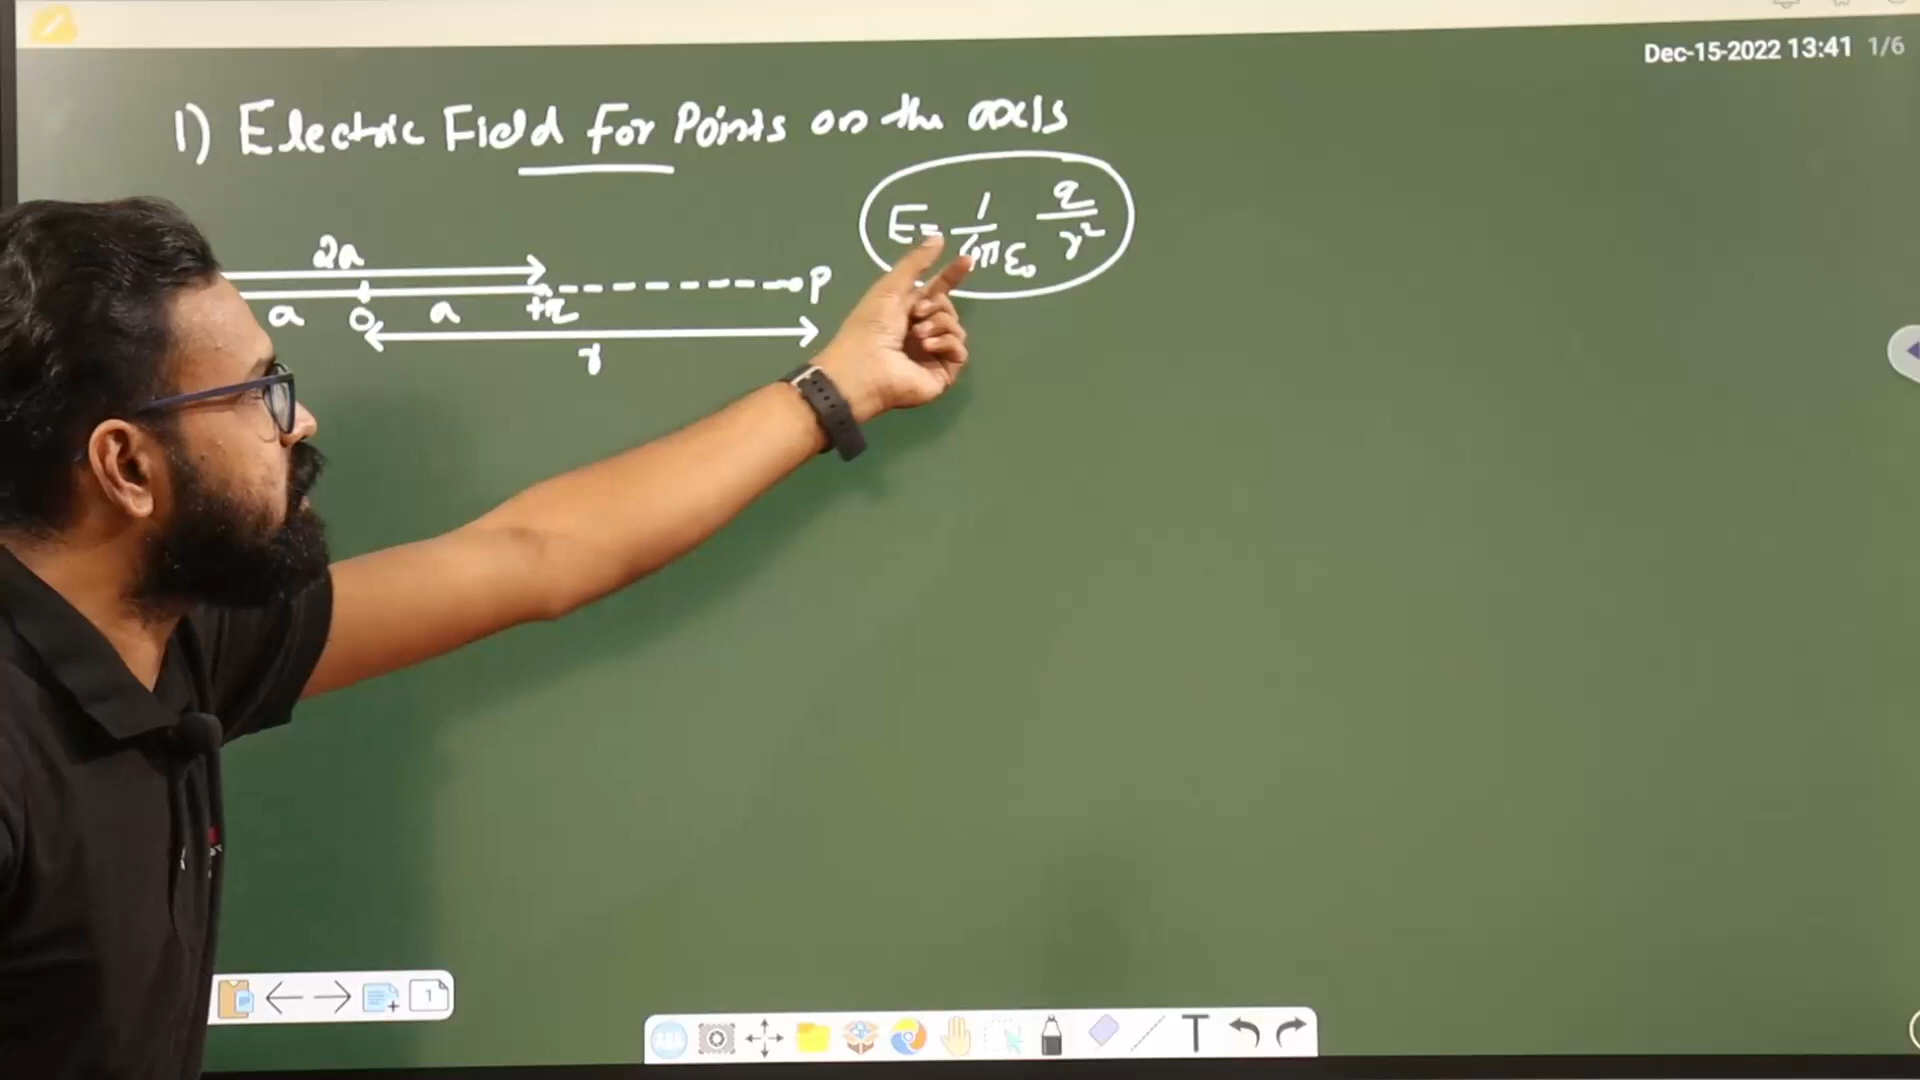 Dec-15-2022 13:41 1/6
1) Electric Field For Points on the axis
E = 1/4πε₀ q/r²
2a
P
a O a +q
r
1
T